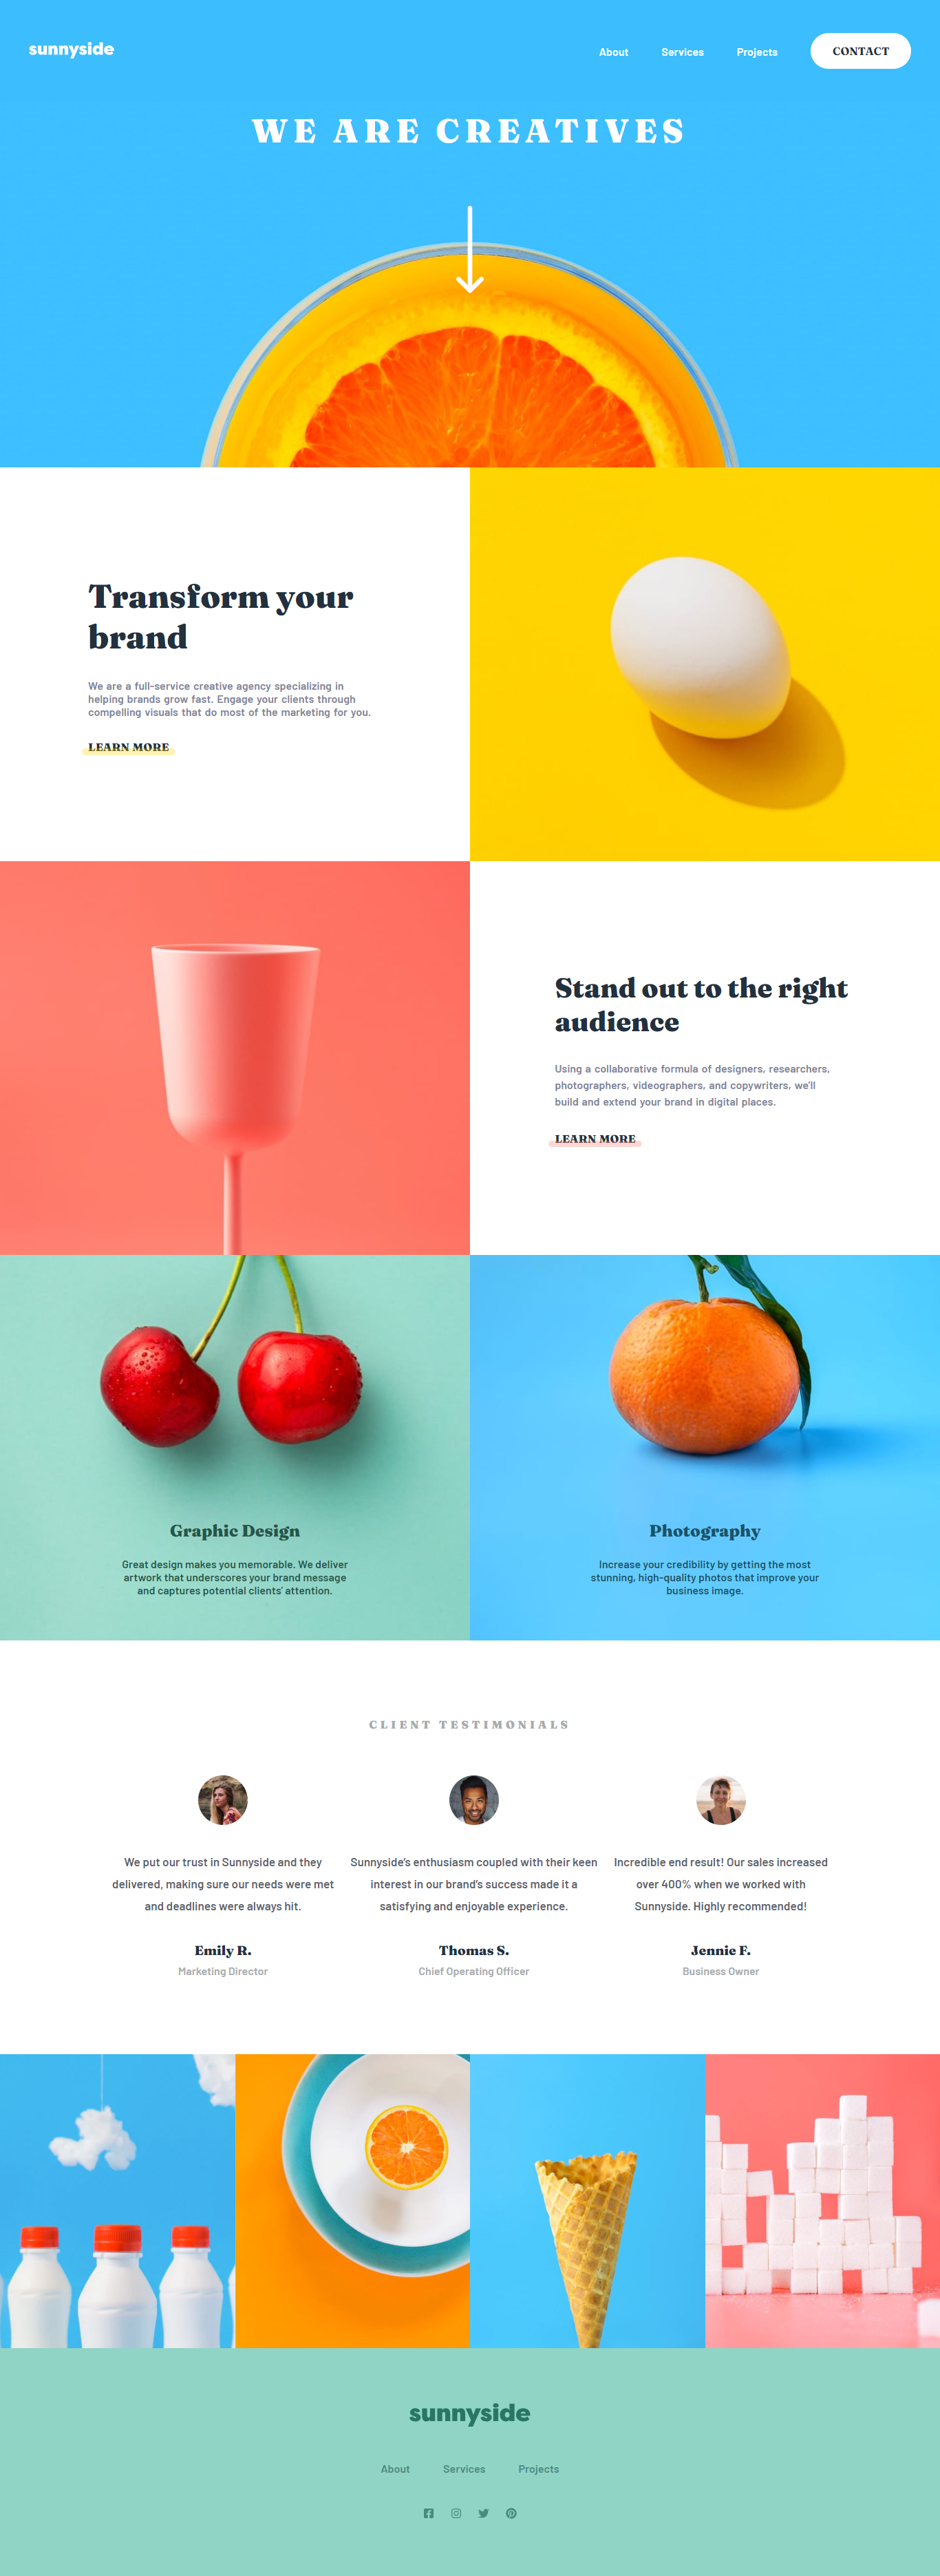 sunnyside
About Services Projects CONTACT
WE ARE CREATIVES
Transform your
brand
We are a full-service creative agency specializing in
helping brands grow fast. Engage your clients through
compelling visuals that do most of the marketing for you.
LEARN MORE
Stand out to the right
audience
Using a collaborative formula of designers, researchers,
photographers, videographers, and copywriters, we'll
build and extend your brand in digital places.
LEARN MORE
Graphic Design
Great design makes you memorable. We deliver
artwork that underscores your brand message
and captures potential clients' attention.
Photography
Increase your credibility by getting the most
stunning, high-quality photos that improve your
business image.
CLIENT TESTIMONIALS
We put our trust in Sunnyside and they
delivered, making sure our needs were met
and deadlines were always hit.
Emily R.
Marketing Director
Sunnyside's enthusiasm coupled with their keen
interest in our brand's success made it a
satisfying and enjoyable experience.
Thomas S.
Chief Operating Officer
Incredible end result! Our sales increased
over 400% when we worked with
Sunnyside. Highly recommended!
Jennie F.
Business Owner
sunnyside
About Services Projects